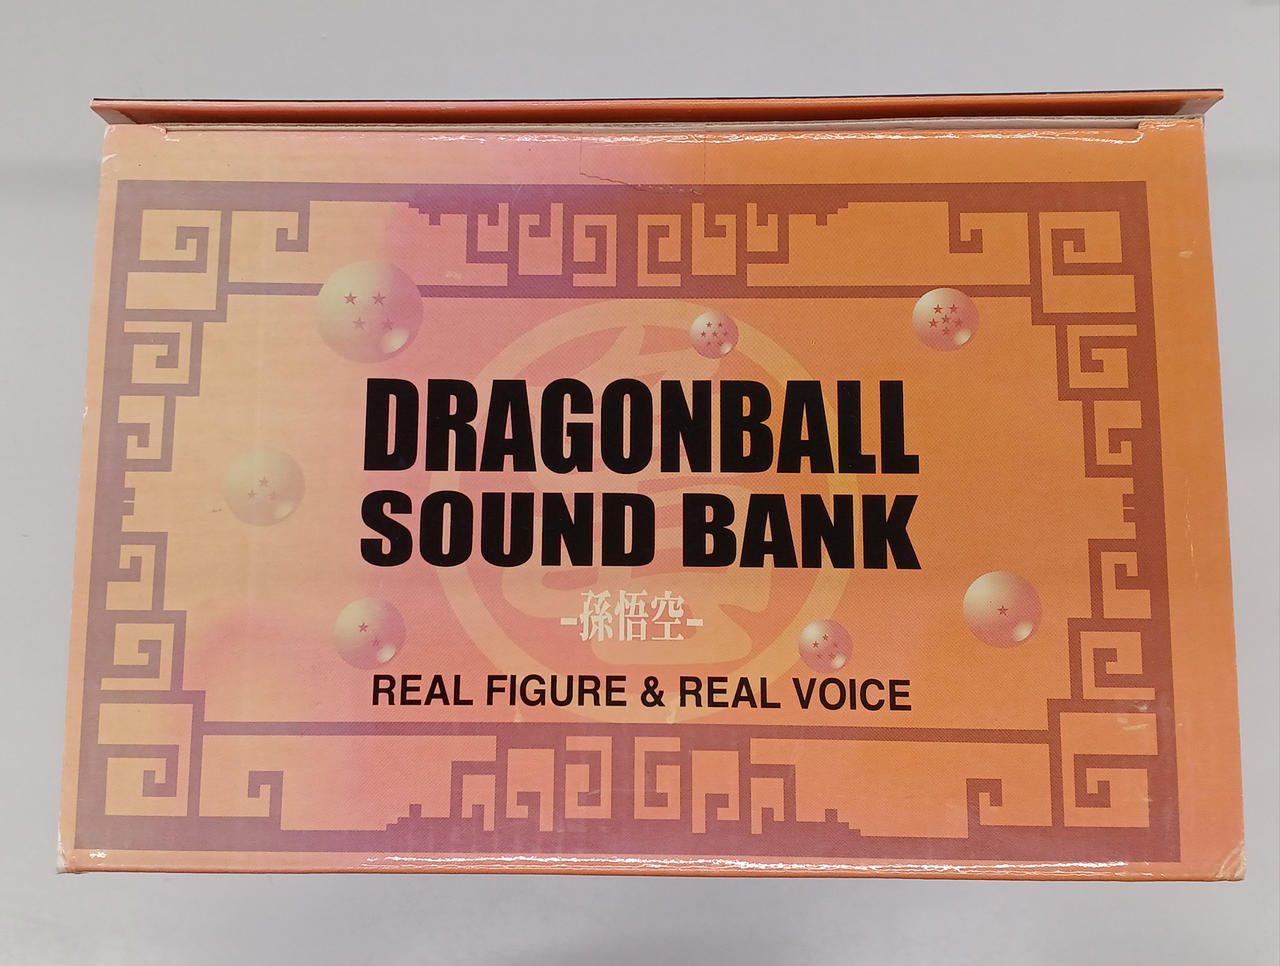 DRAGONBALL
SOUND BANK
-孫悟空-
REAL FIGURE & REAL VOICE